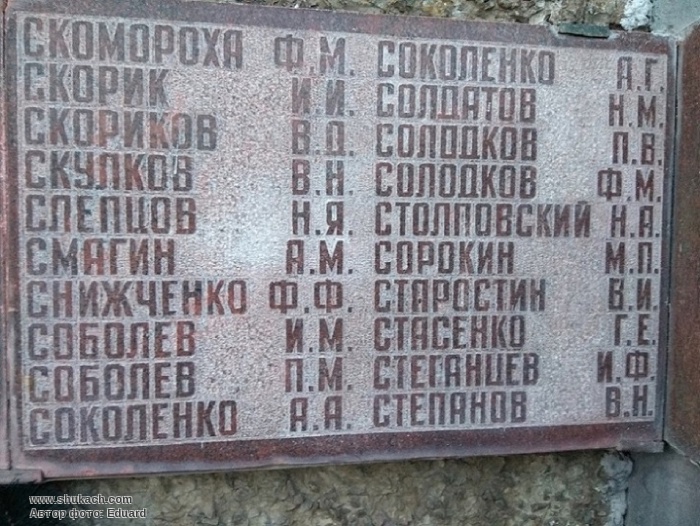 СКОМОРОХА Ф.М.
СКОРИК И.И.
СКОРИКОВ В.Д.
СКУЛКОВ В.Н.
СЛЕПЦОВ Н.Я.
СМАГИН А.М.
СНИЖЧЕНКО Ф.Ф.
СОБОЛЕВ И.М.
СОБОЛЕВ П.М.
СОКОЛЕНКО А.А.
СОКОЛЕНКО А.Г.
СОЛДАТОВ Н.М.
СОЛОДКОВ П.В.
СОЛОДКОВ Ф.М.
СТОЛПОВСКИЙ Н.А.
СОРОКИН М.П.
СТАРОСТИН В.И.
СТАСЕНКО Г.Е.
СТЕГАНЦЕВ И.Ф.
СТЕПАНОВ В.Н.
www.shukach.com
Автор фото: Eduard